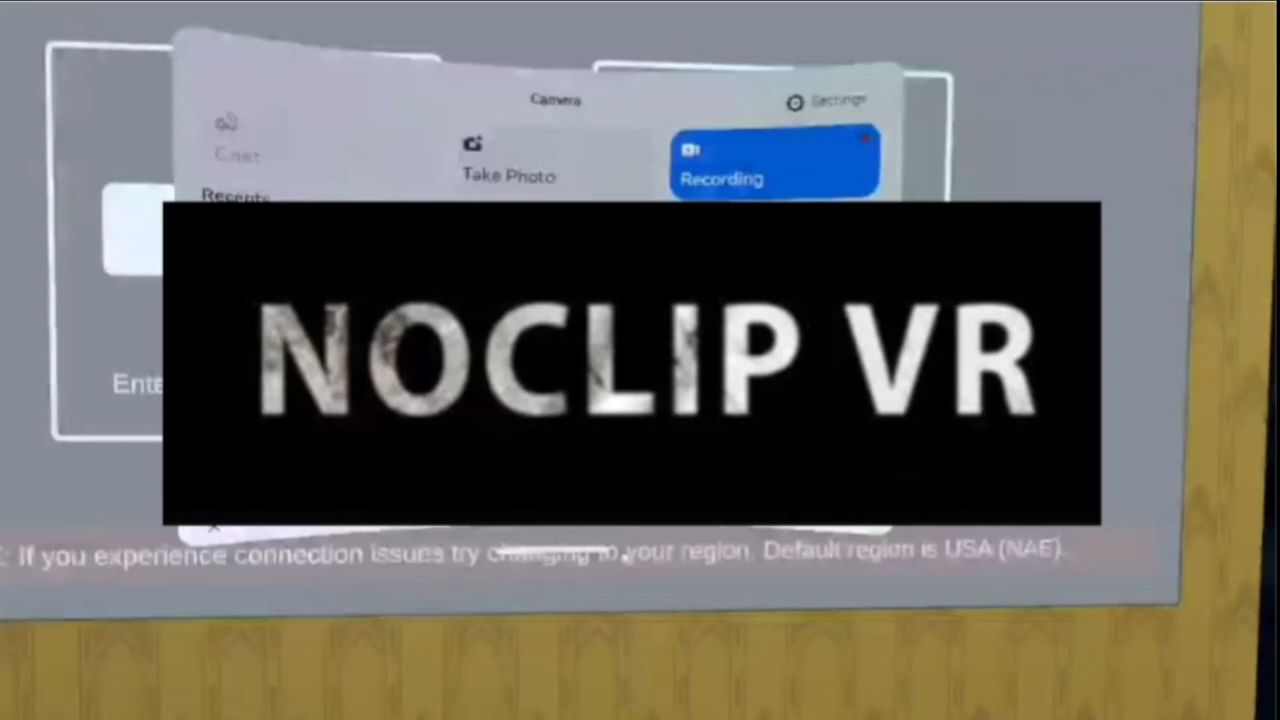 Camera
Settings
Cast
Take Photo
Recording
Recents
NOCLIP VR
Ente
: If you experience connection issues try changing to your region. Default region is USA (NAE).